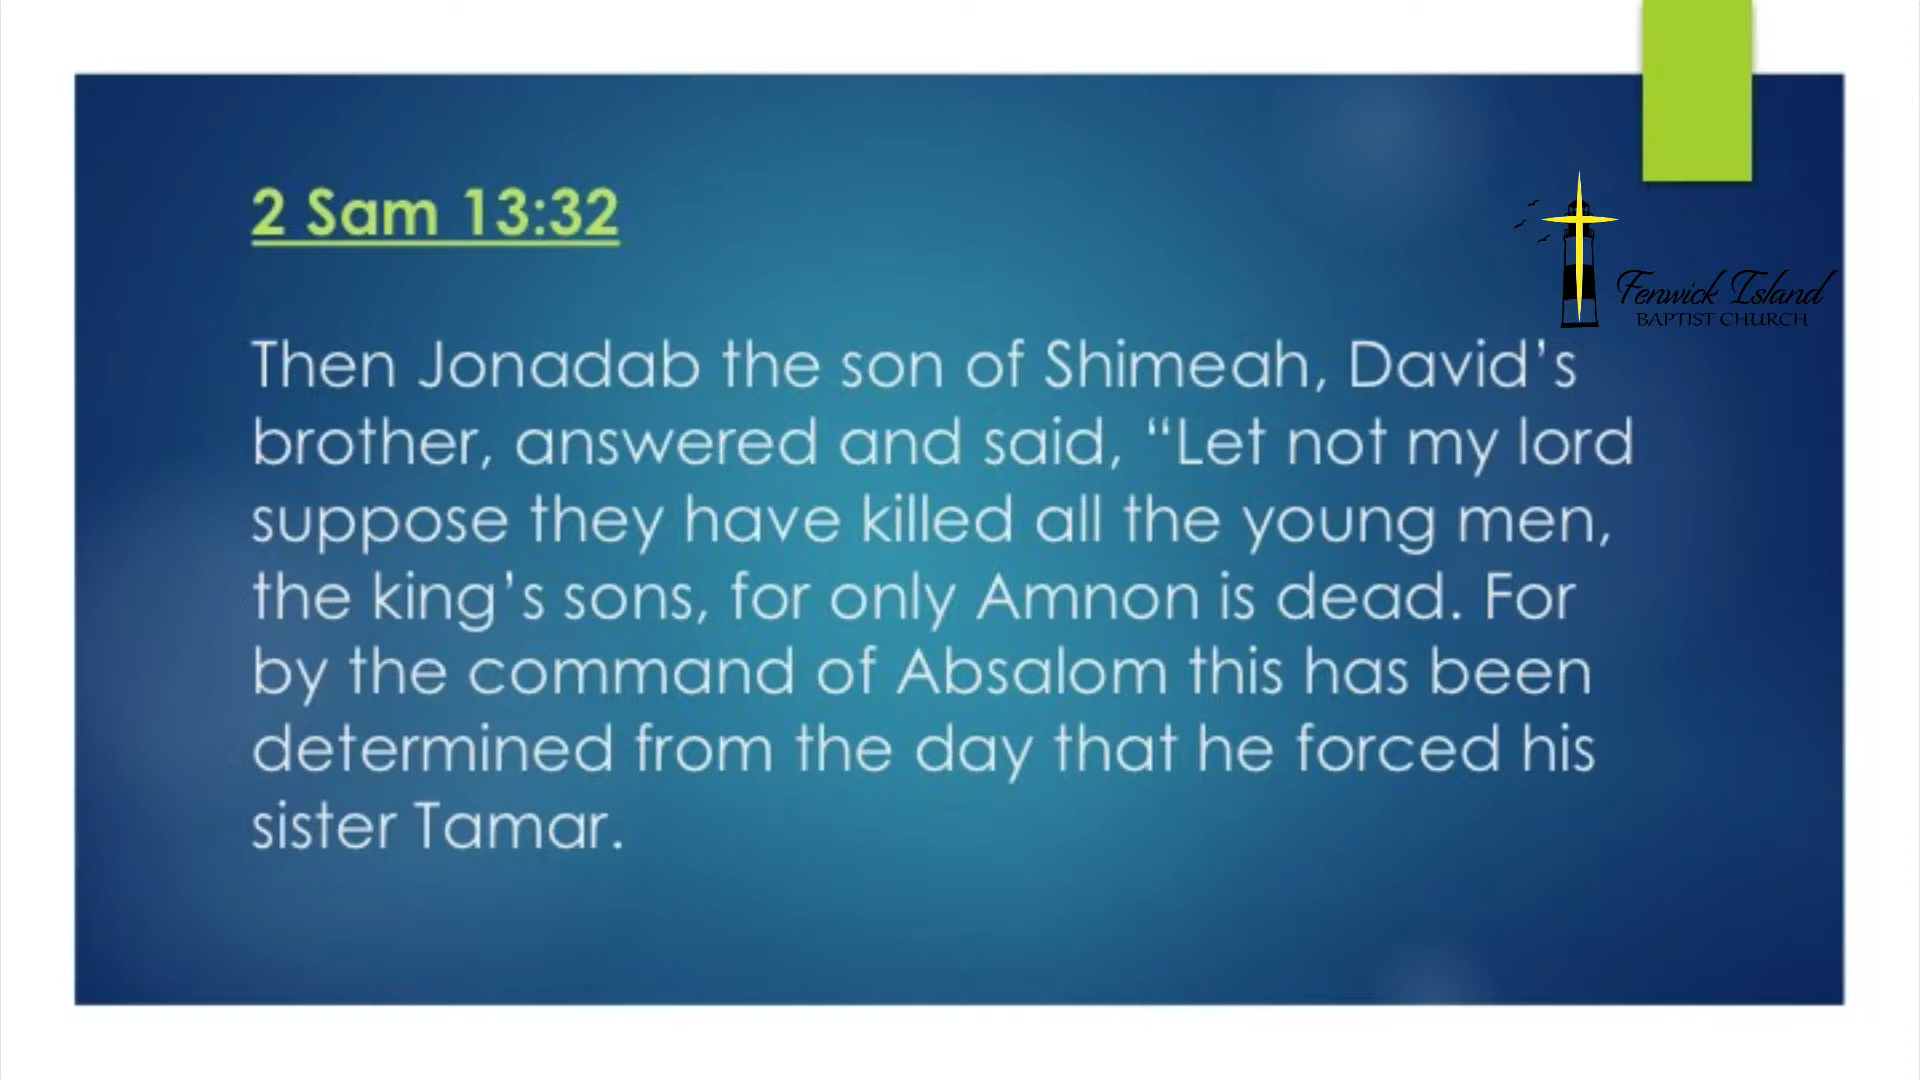 2 Sam 13:32
Fenwick Island
BAPTIST CHURCH
Then Jonadab the son of Shimeah, David’s
brother, answered and said, “Let not my lord
suppose they have killed all the young men,
the king’s sons, for only Amnon is dead. For
by the command of Absalom this has been
determined from the day that he forced his
sister Tamar.